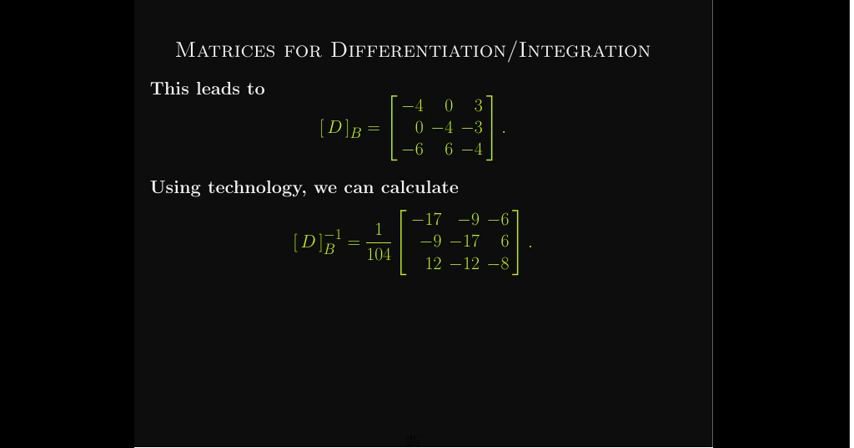 Matrices for Differentiation/Integration
This leads to
[ D ]_B = [ −4 0 3
0 −4 −3
−6 6 −4 ] .
Using technology, we can calculate
[ D ]_B^{−1} = 1/104 [ −17 −9 −6
−9 −17 6
12 −12 −8 ] .